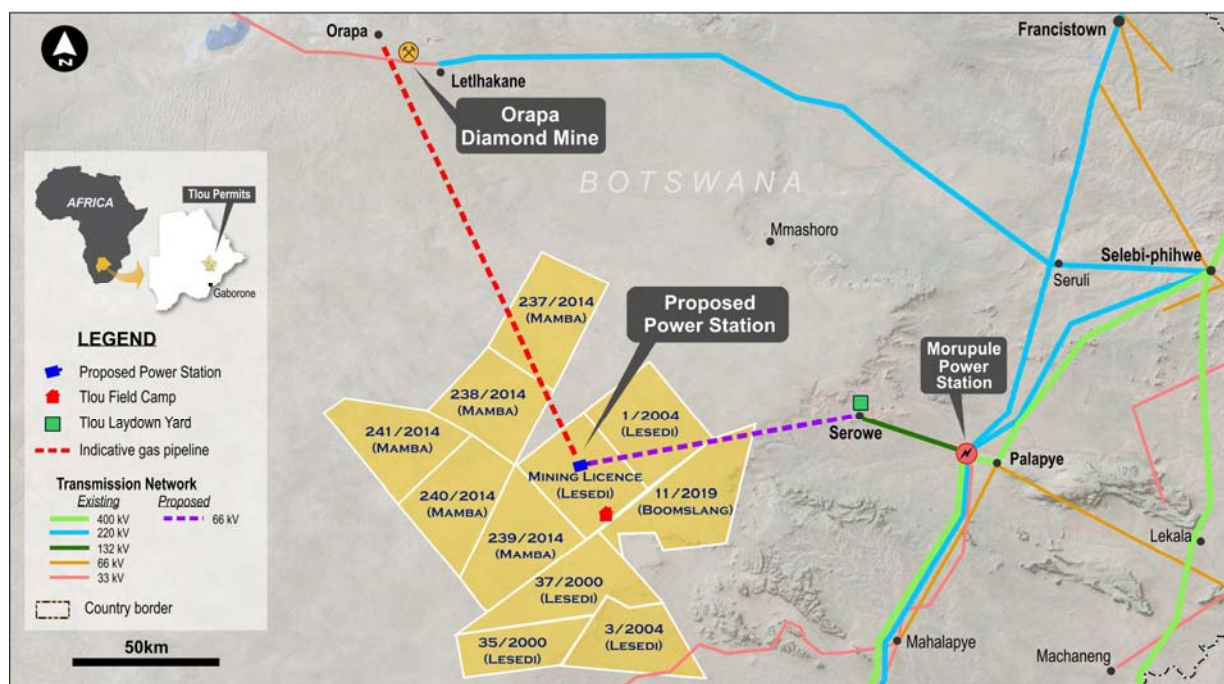 N
Orapa
Letlhakane
Orapa
Diamond Mine
Francistown
BOTSWANA
Mmashoro
Seruli
Selebi-phihwe
AFRICA
Tlou Permits
Gaborone
LEGEND
Proposed Power Station
Tlou Field Camp
Tlou Laydown Yard
Indicative gas pipeline
Transmission Network
Existing
Proposed
400 kV
66 kV
220 kV
132 kV
66 kV
33 kV
Country border
50km
237/2014
(MAMBA)
Proposed
Power Station
238/2014
(MAMBA)
1/2004
(LESEDI)
241/2014
(MAMBA)
MINING LICENCE
(LESEDI)
240/2014
(MAMBA)
11/2019
(BOOMSLANG)
239/2014
(MAMBA)
37/2000
(LESEDI)
35/2000
(LESEDI)
3/2004
(LESEDI)
Morupule
Power
Station
Serowe
Palapye
Lekala
Mahalapye
Machaneng